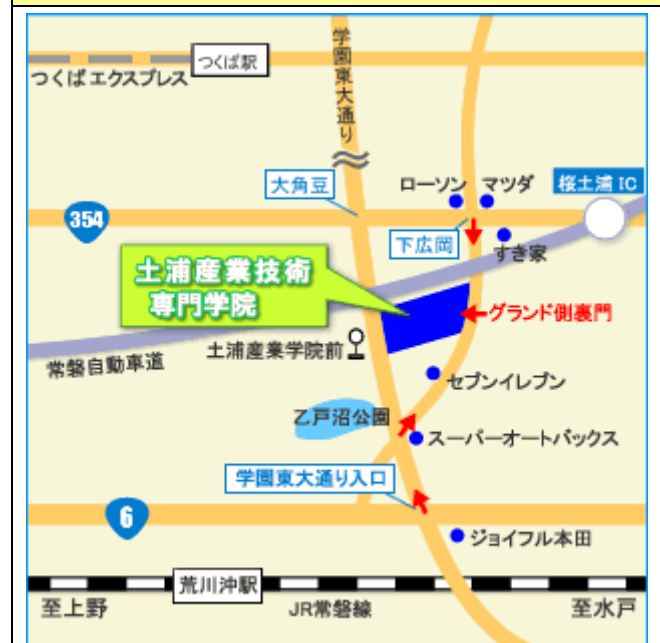 学園東大通り
つくば駅
つくばエクスプレス
大角豆
ローソン
マツダ
桜土浦 IC
354
下広岡
すき家
土浦産業技術
専門学院
グランド側裏門
土浦産業学院前
常磐自動車道
セブンイレブン
乙戸沼公園
スーパーオートバックス
学園東大通り入口
6
ジョイフル本田
荒川沖駅
至上野
JR常磐線
至水戸